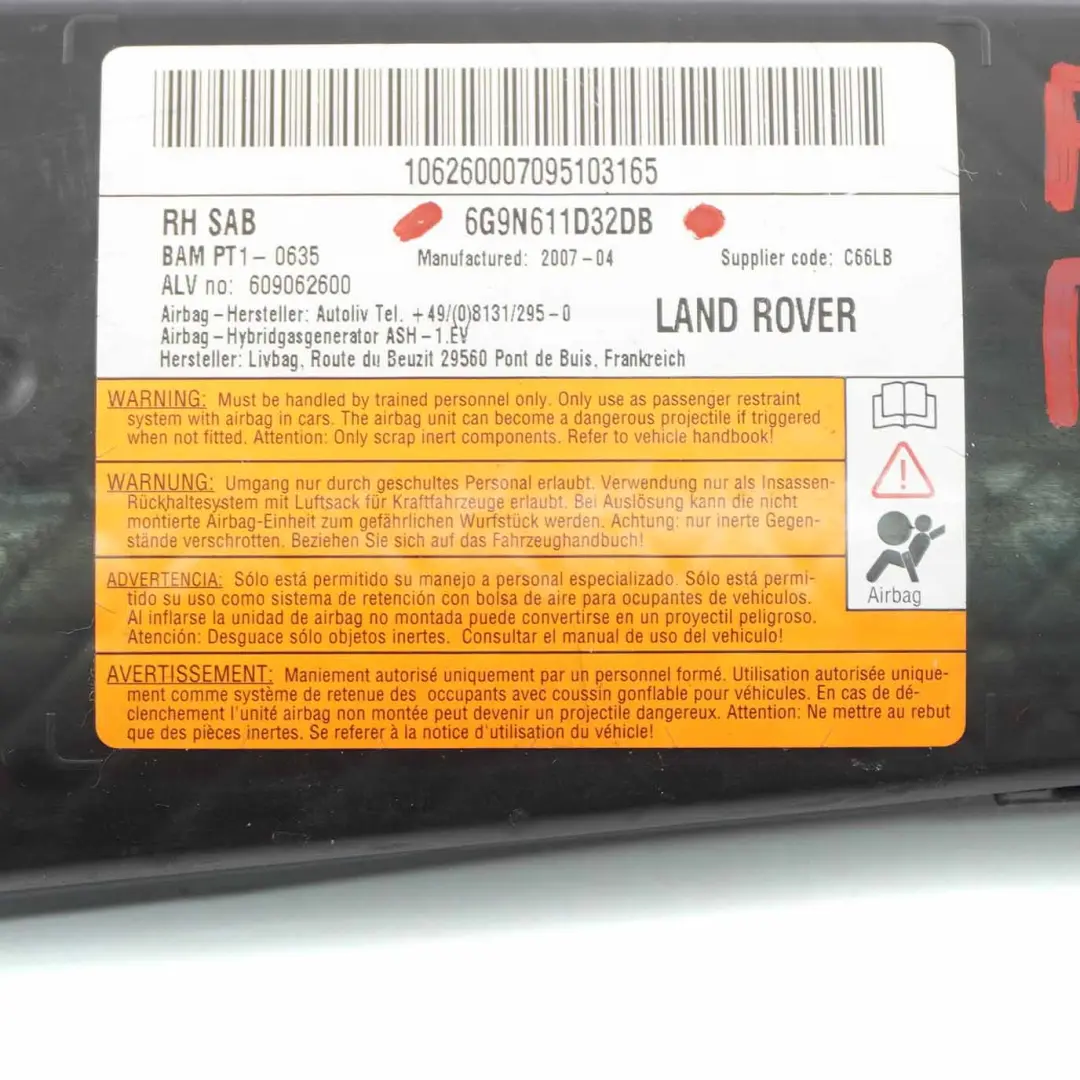 106260007095103165
RH SAB 6G9N611D32DB
BAM PT1-0635 Manufactured: 2007-04 Supplier code: C66LB
ALV no: 609062600
Airbag-Hersteller: Autoliv Tel. +49/(0)8131/295-0
LAND ROVER
Airbag-Hybridgasgenerator ASH-1.EV
Hersteller: Livbag, Route du Beuzit 29560 Pont de Buis, Frankreich
WARNING: Must be handled by trained personnel only. Only use as passenger restraint
system with airbag in cars. The airbag unit can become a dangerous projectile if triggered
when not fitted. Attention: Only scrap inert components. Refer to vehicle handbook!
WARNUNG: Umgang nur durch geschultes Personal erlaubt. Verwendung nur als Insassen-
Rückhaltesystem mit Luftsack für Kraftfahrzeuge erlaubt. Bei Auslösung kann die nicht
montierte Airbag-Einheit zum gefährlichen Wurfstück werden. Achtung: nur inerte Gegen-
stände verschrotten. Beziehen Sie sich auf das Fahrzeughandbuch!
ADVERTENCIA: Sólo está permitido su manejo a personal especializado. Sólo está permi-
tido su uso como sistema de retención con bolsa de aire para ocupantes de vehículos.
Al inflarse la unidad de airbag no montada puede convertirse en un proyectil peligroso.
Atención: Desguace sólo objetos inertes. Consultar el manual de uso del vehiculo!
Airbag
AVERTISSEMENT: Maniement autorisé uniquement par un personnel formé. Utilisation autorisée unique-
ment comme système de retenue des occupants avec coussin gonflable pour véhicules. En cas de dé-
clenchement l'unité airbag non montée peut devenir un projectile dangereux. Attention: Ne mettre au rebut
que des pièces inertes. Se referer à la notice d'utilisation du véhicle!